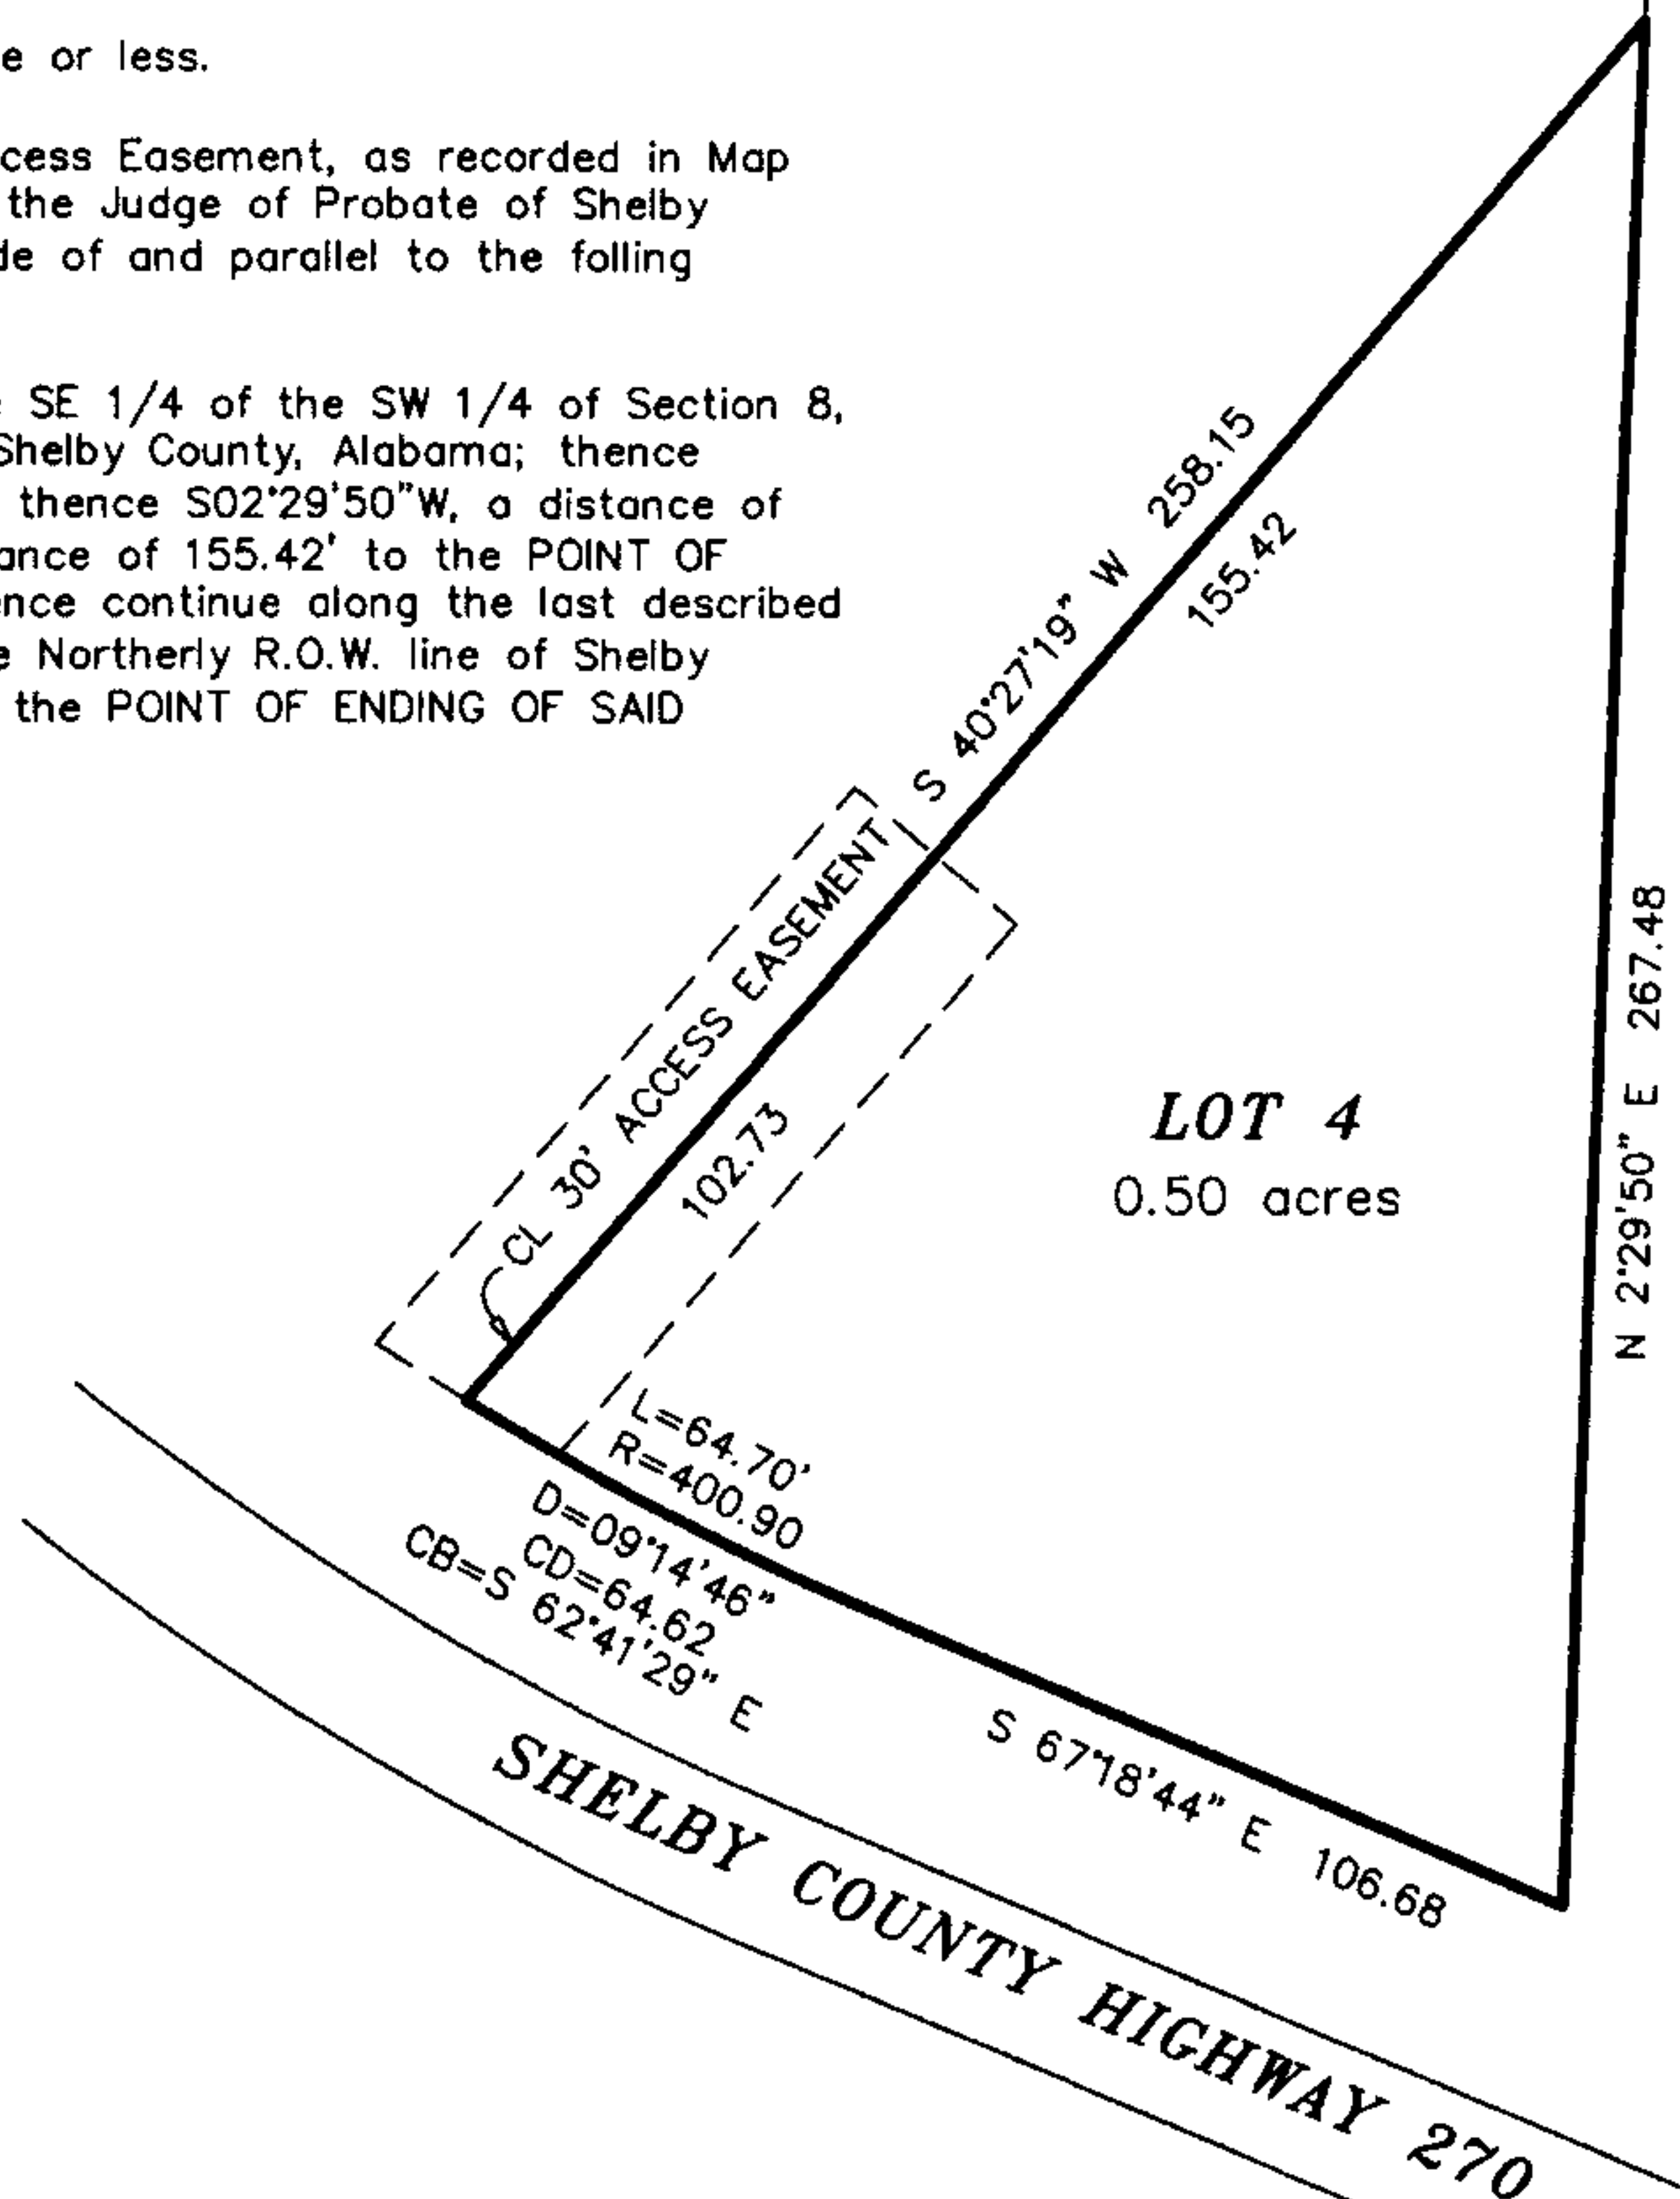 e or less.
cess Easement, as recorded in Map
the Judge of Probate of Shelby
de of and parallel to the folling
SE 1/4 of the SW 1/4 of Section 8,
Shelby County, Alabama; thence
thence S02°29'50"W, a distance of
ance of 155.42' to the POINT OF
ence continue along the last described
e Northerly R.O.W. line of Shelby
the POINT OF ENDING OF SAID
S 40°27'19" W 258.15
155.42
CL 30' ACCESS EASEMENT
102.73
LOT 4
0.50 acres
N 2°29'50" E 267.48
L=64.70'
R=400.90
D=09°14'46"
CD=64.62
CB=S 62°41'29" E
S 67°18'44" E 106.68
SHELBY COUNTY HIGHWAY 270